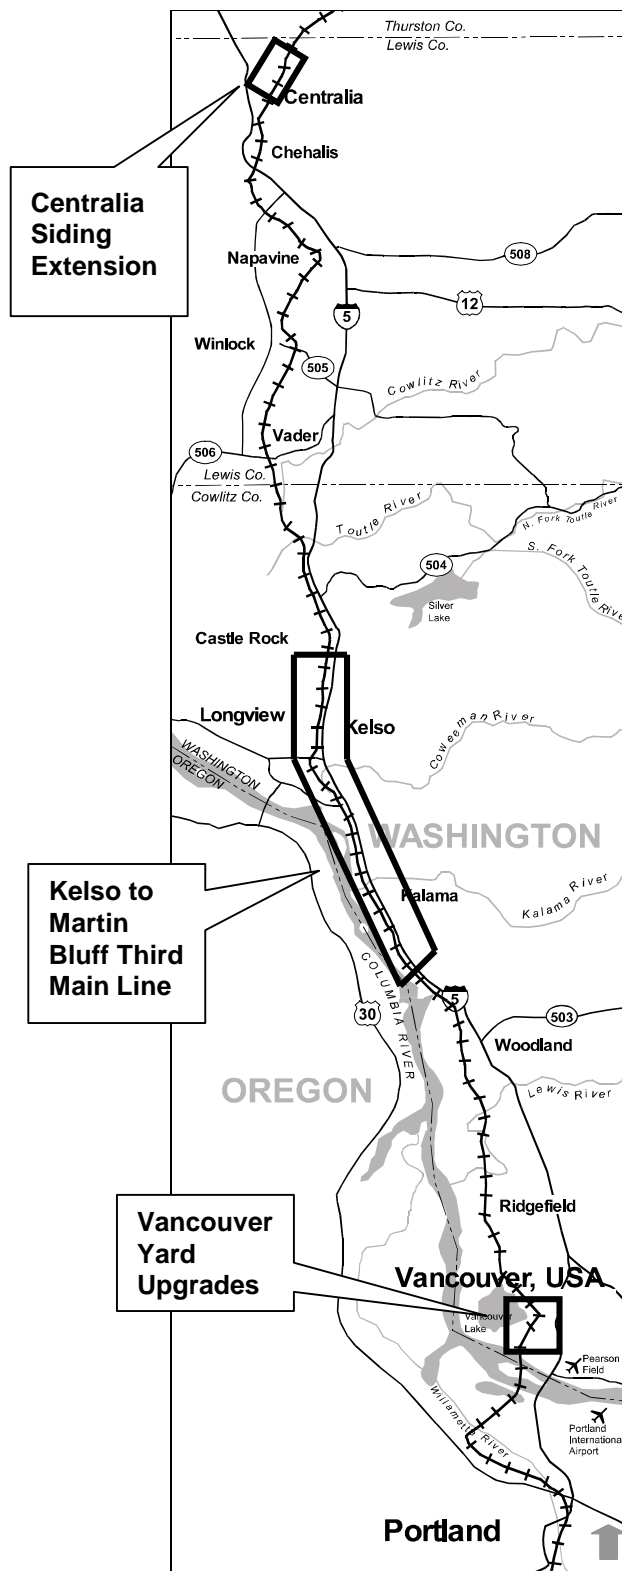 Thurston Co.
Lewis Co.
Centralia
Chehalis
Centralia
Siding
Extension
Napavine
508
12
5
Winlock
505
Cowlitz River
Vader
506
Lewis Co.
Cowlitz Co.
Toutle River
N. Fork Toutle River
S. Fork Toutle River
504
Silver
Lake
Castle Rock
Longview
Kelso
Coweeman River
WASHINGTON
OREGON
WASHINGTON
Kelso to
Martin
Bluff Third
Main Line
Kalama
Kalama River
COLUMBIA RIVER
30
5
503
Woodland
OREGON
Lewis River
Ridgefield
Vancouver
Yard
Upgrades
Vancouver, USA
Vancouver
Lake
Pearson
Field
Willamette River
Portland
International
Airport
Portland